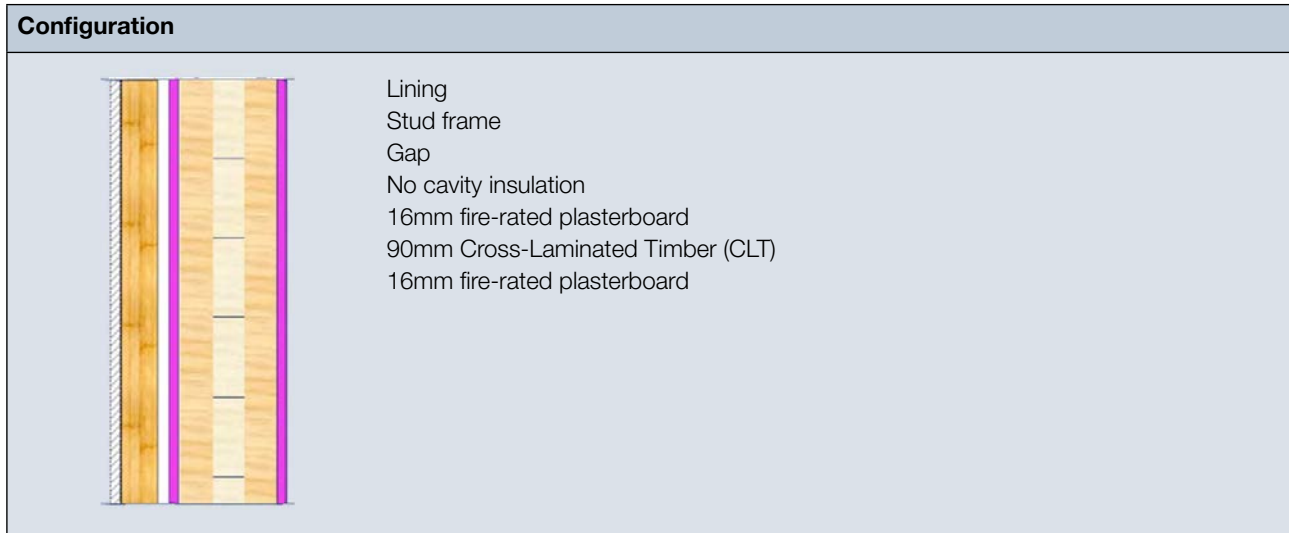 Configuration
Lining
Stud frame
Gap
No cavity insulation
16mm fire-rated plasterboard
90mm Cross-Laminated Timber (CLT)
16mm fire-rated plasterboard